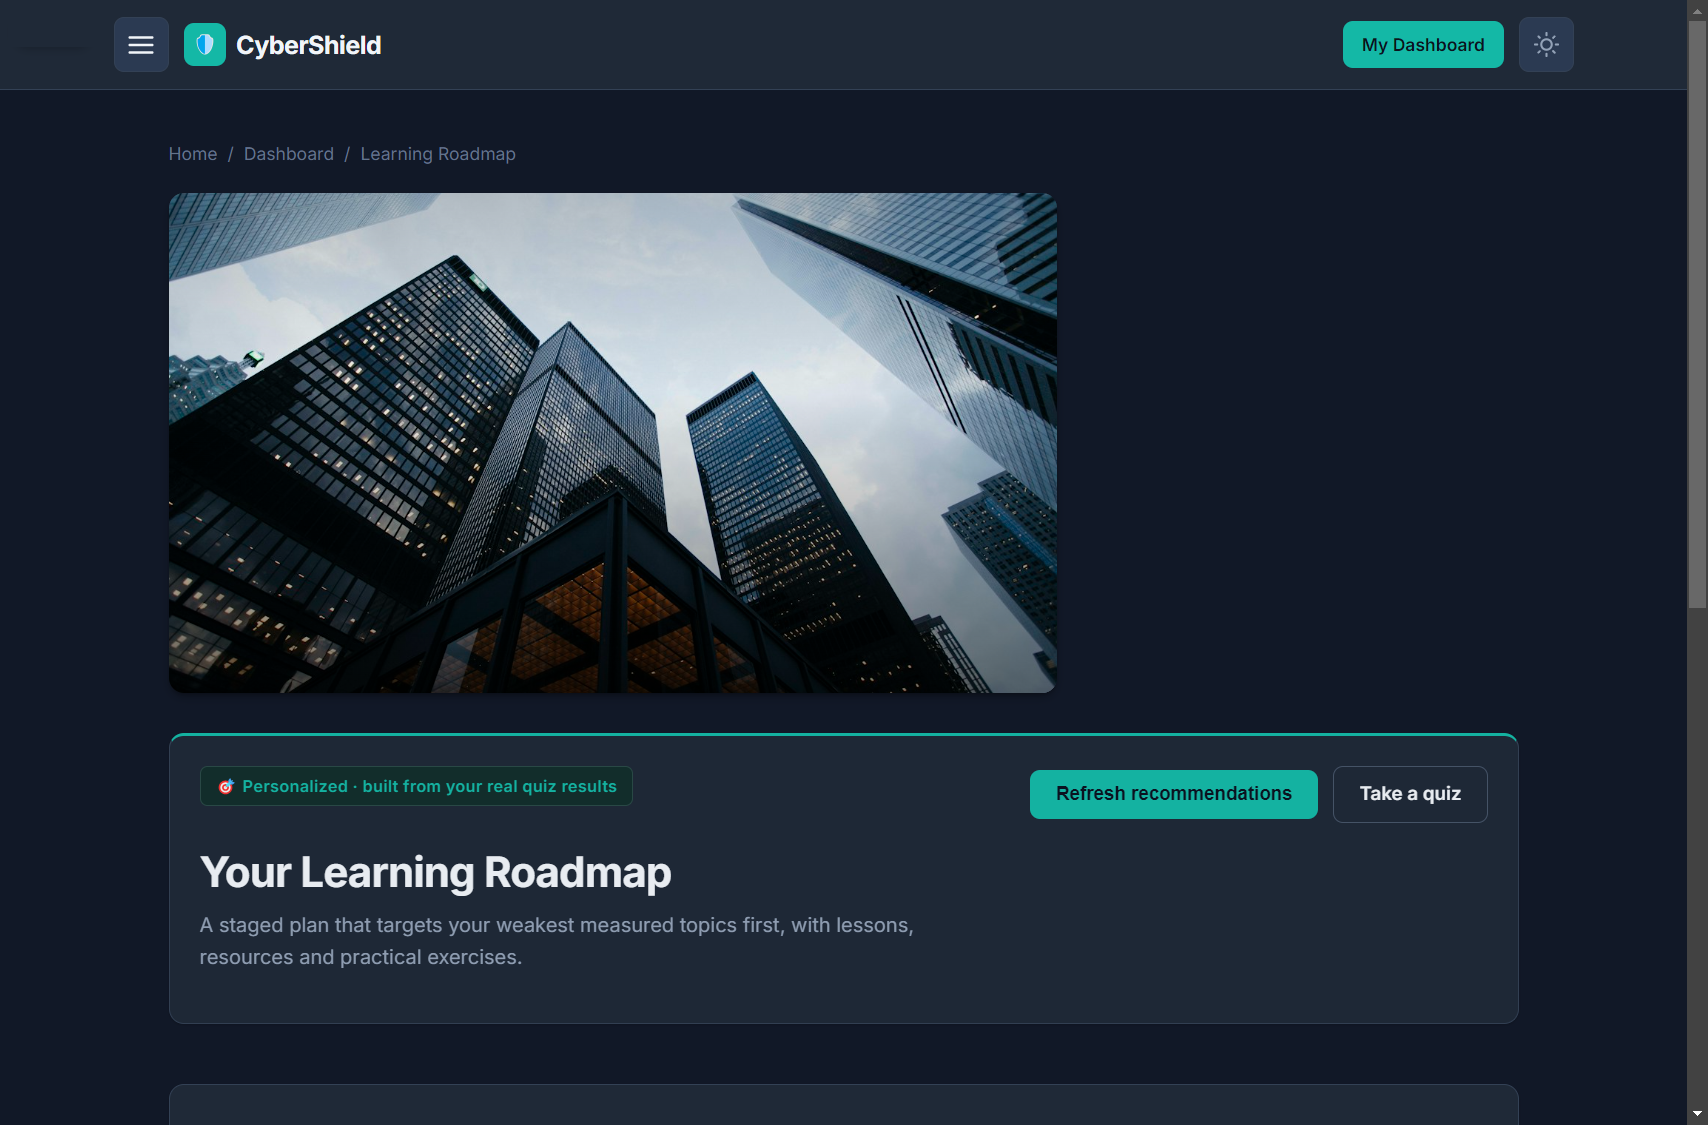 CyberShield
My Dashboard
Home / Dashboard / Learning Roadmap
Personalized · built from your real quiz results
Refresh recommendations
Take a quiz
Your Learning Roadmap
A staged plan that targets your weakest measured topics first, with lessons,
resources and practical exercises.